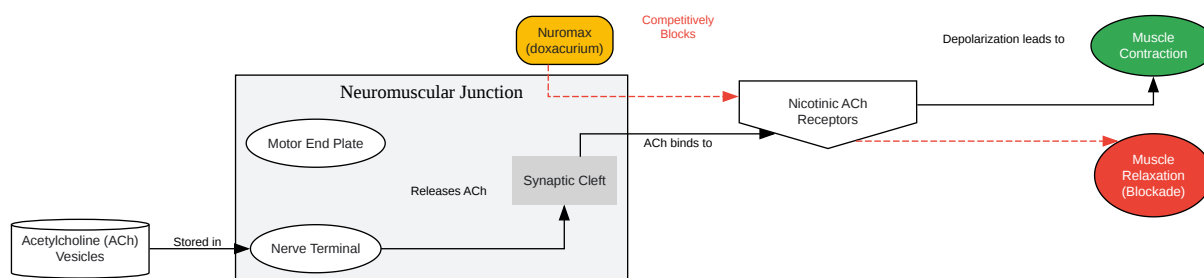 Nuromax
(doxacurium)
Competitively
Blocks
Depolarization leads to
Muscle
Contraction
Neuromuscular Junction
Nicotinic ACh
Receptors
Motor End Plate
ACh binds to
Muscle
Relaxation
(Blockade)
Synaptic Cleft
Releases ACh
Acetylcholine (ACh)
Vesicles
Stored in
Nerve Terminal